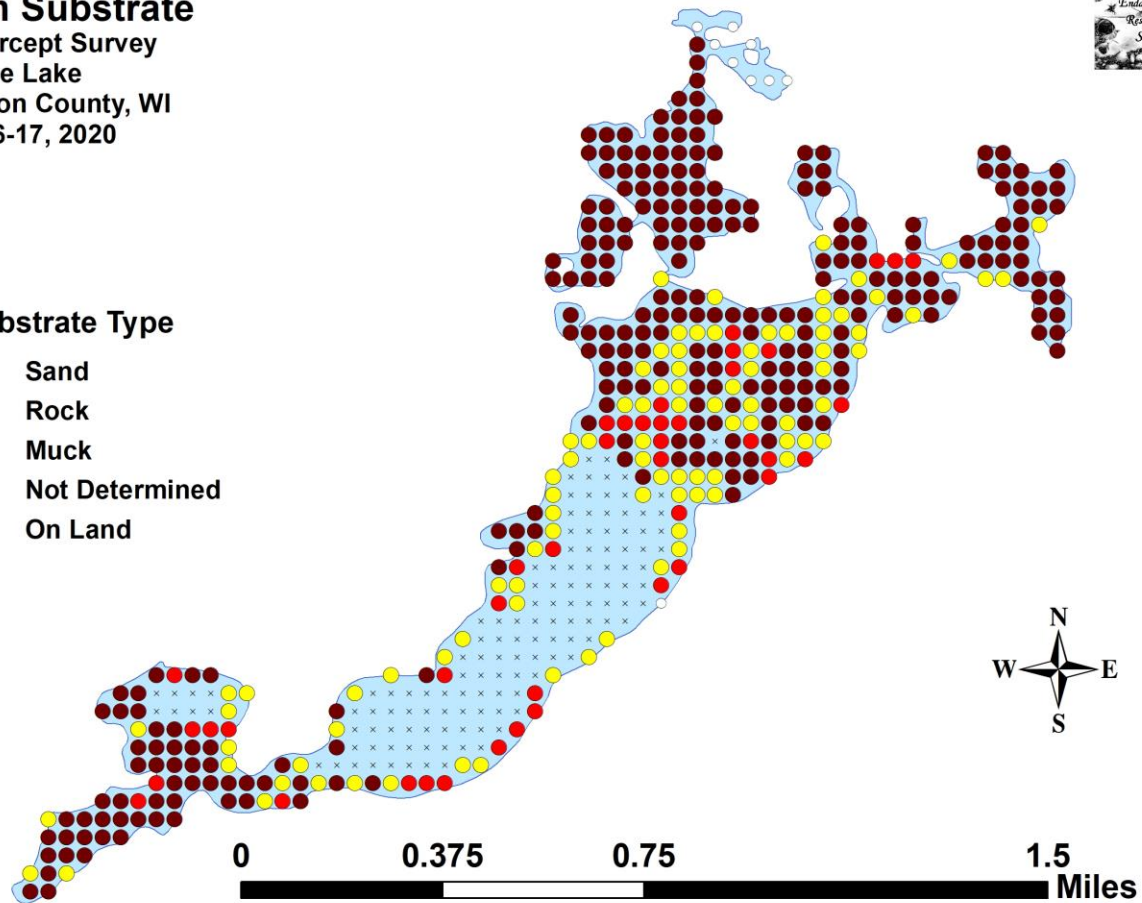 Substrate
rcept Survey
e Lake
on County, WI
6-17, 2020
bstrate Type
Sand
Rock
Muck
Not Determined
On Land
N
W E
S
0 0.375 0.75 1.5
Miles